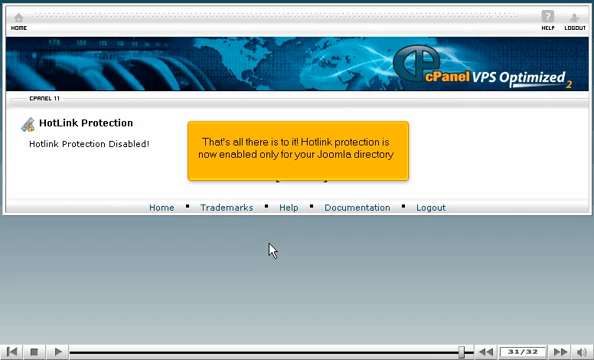 HOME
HELP
LOGOUT
cPanel VPS Optimized 2
CPANEL 11
HotLink Protection
Hotlink Protection Disabled!
That's all there is to it! Hotlink protection is
now enabled only for your Joomla directory
Home ▪ Trademarks ▪ Help ▪ Documentation ▪ Logout
31/32